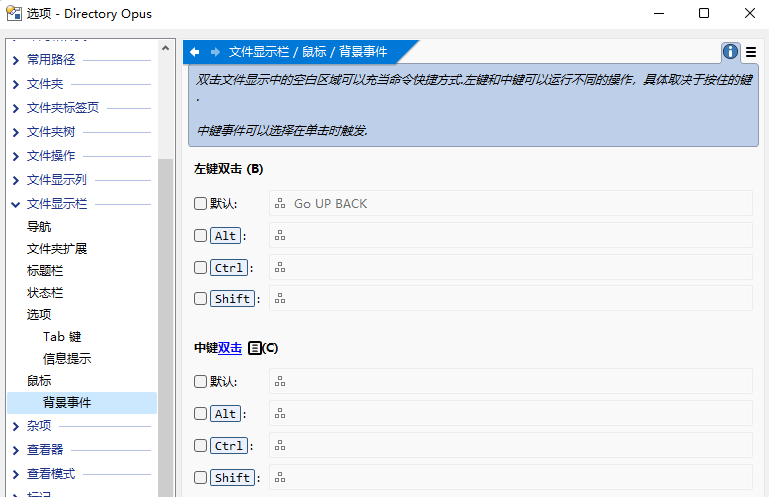 选项 - Directory Opus
常用路径
文件夹
文件夹标签页
文件夹树
文件操作
文件显示列
文件显示栏
导航
文件夹扩展
标题栏
状态栏
选项
Tab 键
信息提示
鼠标
背景事件
杂项
查看器
查看模式
标记
文件显示栏 / 鼠标 / 背景事件
双击文件显示中的空白区域可以充当命令快捷方式.左键和中键可以运行不同的操作，具体取决于按住的键
.
中键事件可以选择在单击时触发.
左键双击 (B)
默认: Go UP BACK
Alt :
Ctrl :
Shift :
中键双击 (C)
默认:
Alt :
Ctrl :
Shift :